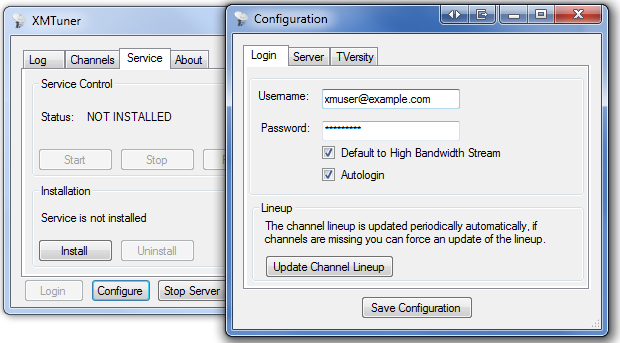 XMTuner
Log Channels Service About
Service Control
Status: NOT INSTALLED
Start Stop
Installation
Service is not installed
Install Uninstall
Login Configure Stop Server
Configuration
Login Server TVersity
Username: xmuser@example.com
Password: *********
Default to High Bandwidth Stream
Autologin
Lineup
The channel lineup is updated periodically automatically, if
channels are missing you can force an update of the lineup.
Update Channel Lineup
Save Configuration